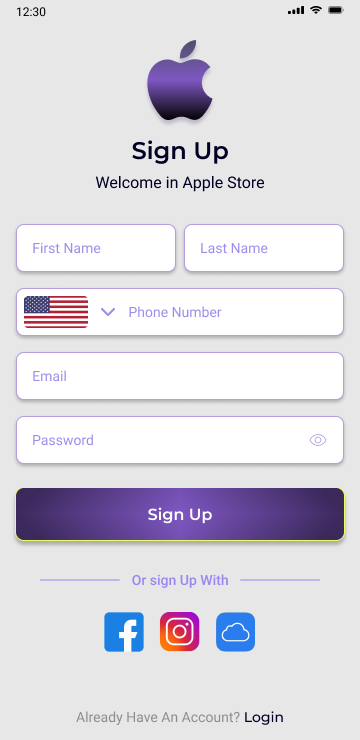 12:30
Sign Up
Welcome in Apple Store
First Name
Last Name
Phone Number
Email
Password
Sign Up
Or sign Up With
Already Have An Account? Login